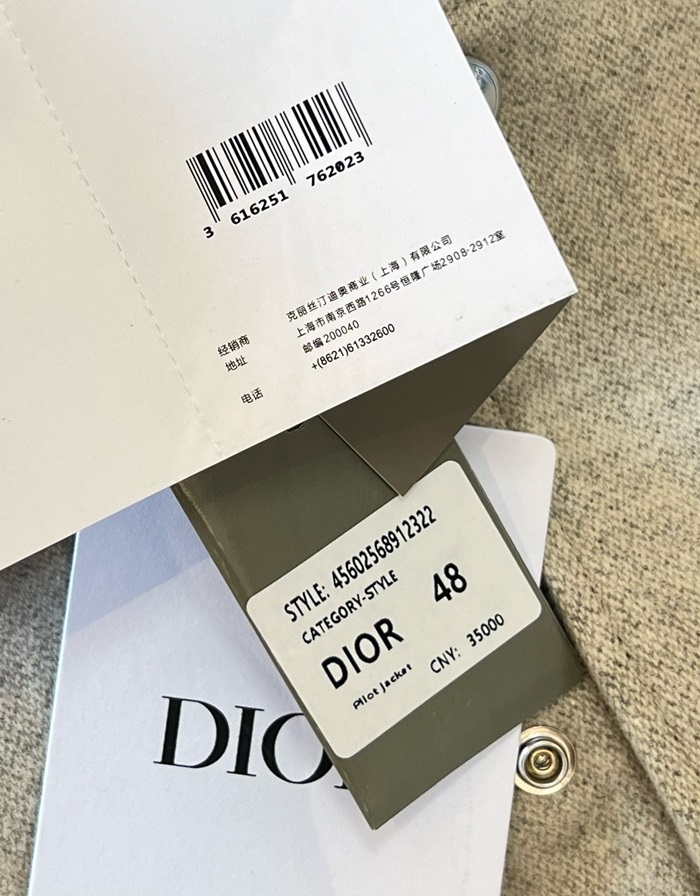 3 616251 762023
经销商 克丽丝汀迪奥商业（上海）有限公司
地址 上海市南京西路1266号恒隆广场2908-2912室
邮编200040
电话 +(8621)61332600
STYLE: 45602568912322
CATEGORY-STYLE
DIOR 48
Pilot jacket CNY: 35000
DIO